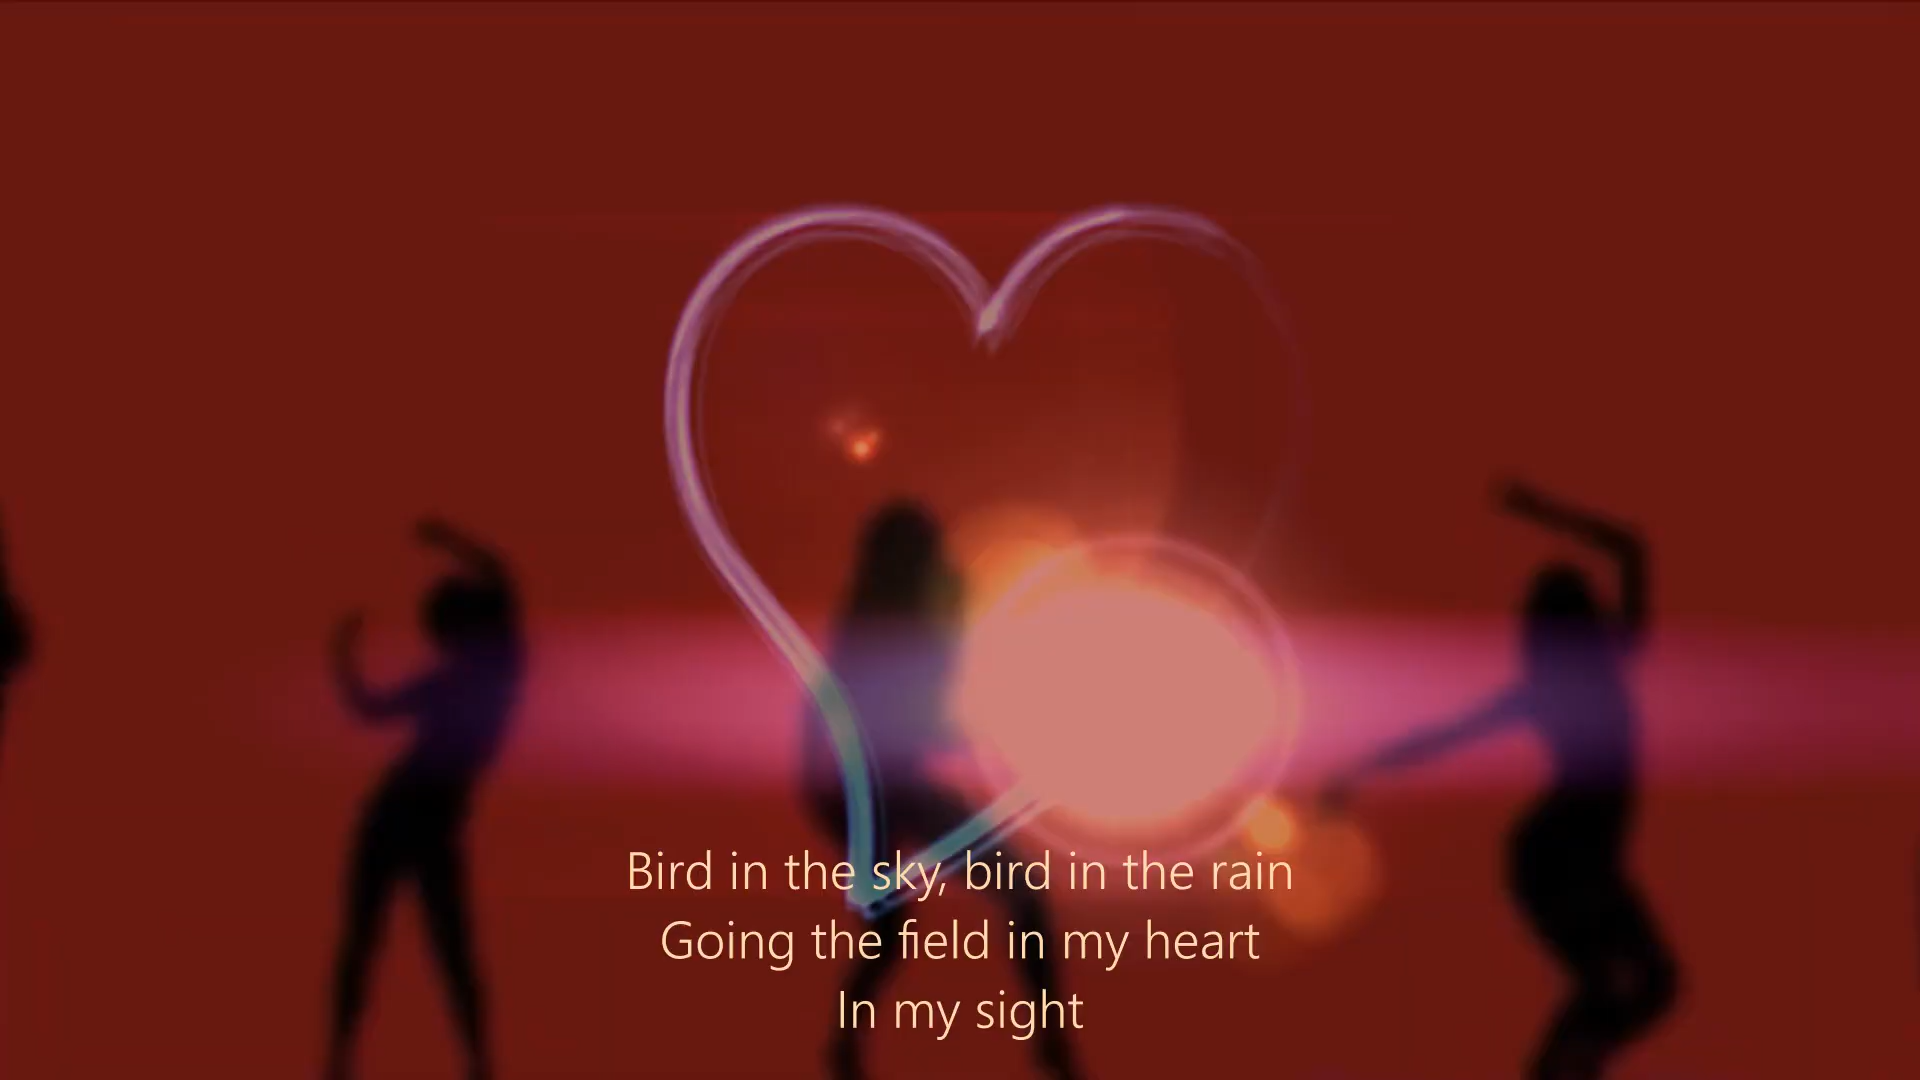 Bird in the sky, bird in the rain
Going the field in my heart
In my sight